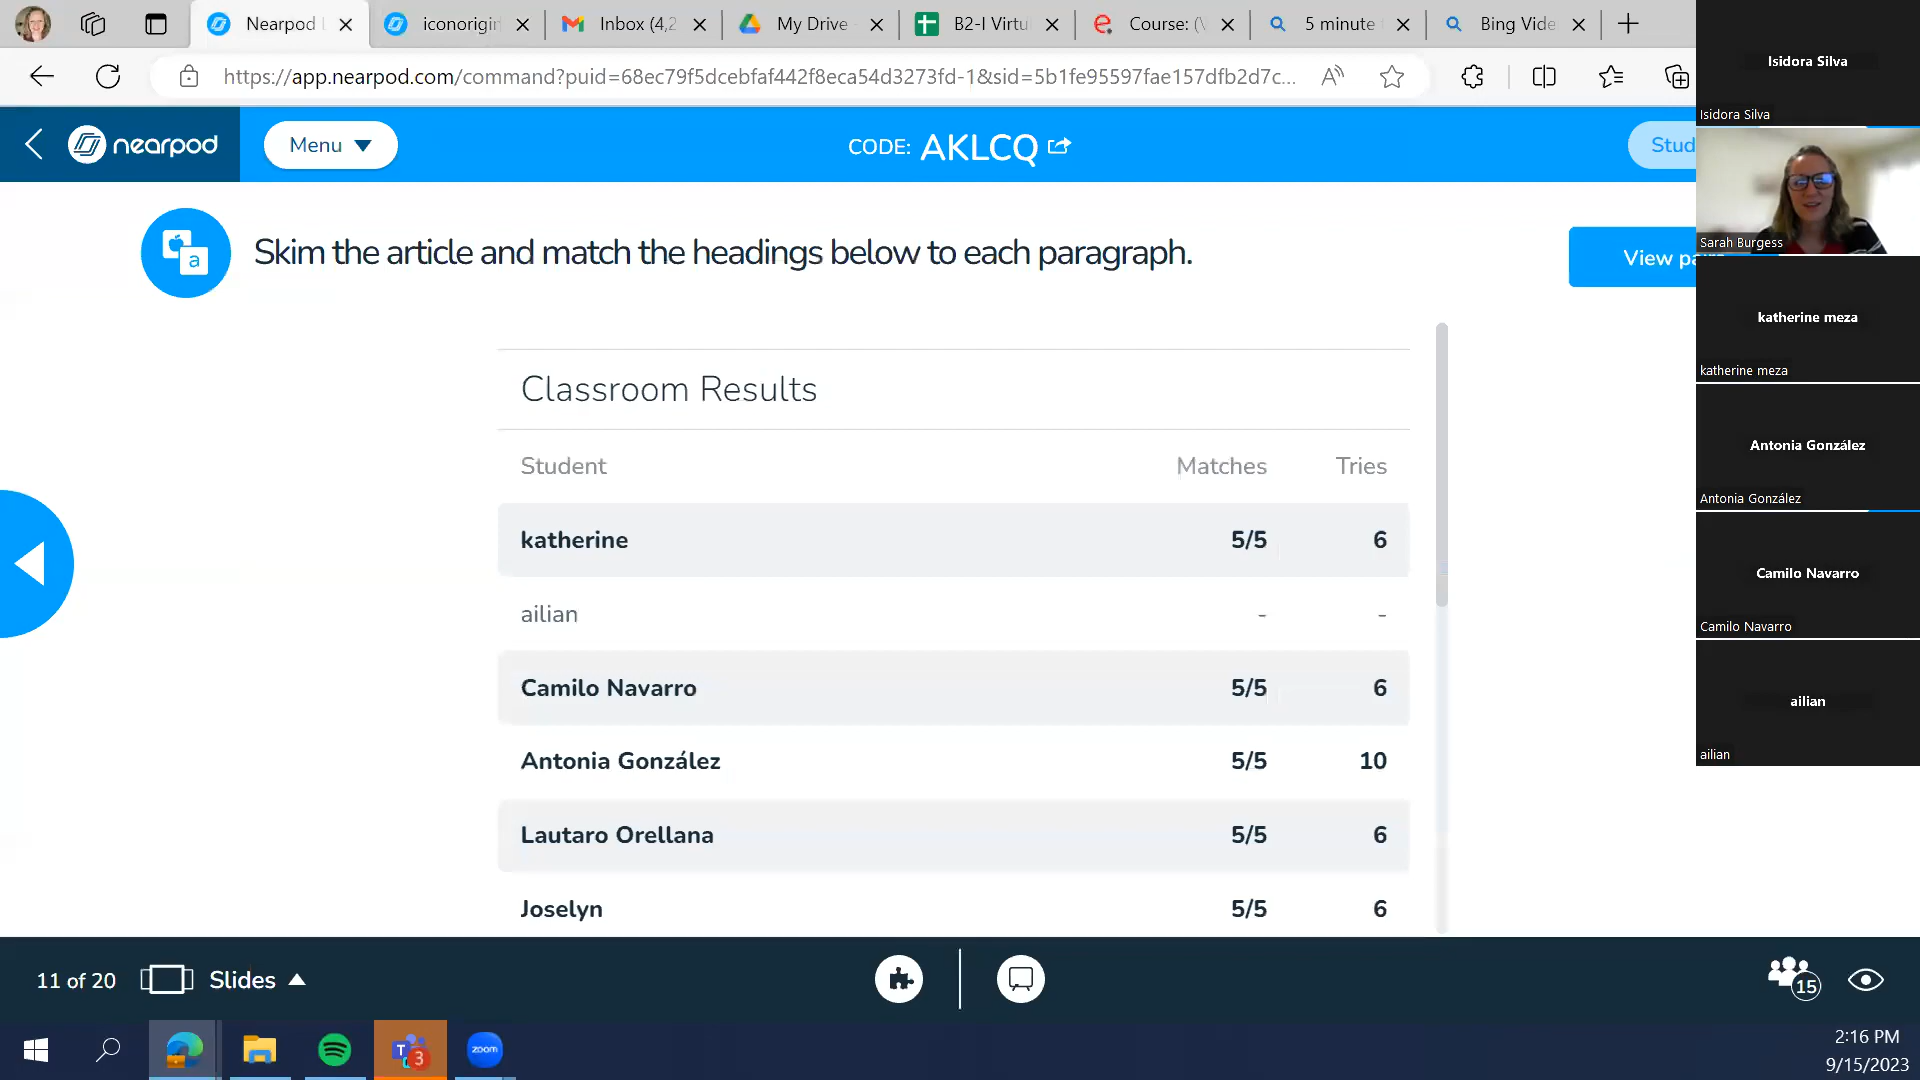 Nearpod
iconorigin
Inbox (4,2
My Drive
B2-I Virtu
Course: (V
5 minute
Bing Vide
https://app.nearpod.com/command?puid=68ec79f5dcebfaf442f8eca54d3273fd-1&sid=5b1fe95597fae157dfb2d7c...
nearpod
Menu
CODE: AKLCQ
Stud
Skim the article and match the headings below to each paragraph.
View pairs
Classroom Results
Student Matches Tries
katherine 5/5 6
ailian - -
Camilo Navarro 5/5 6
Antonia González 5/5 10
Lautaro Orellana 5/5 6
Joselyn 5/5 6
Isidora Silva
Isidora Silva
Sarah Burgess
katherine meza
katherine meza
Antonia González
Antonia González
Camilo Navarro
Camilo Navarro
ailian
ailian
11 of 20
Slides
15
T
3
zoom
2:16 PM
9/15/2023